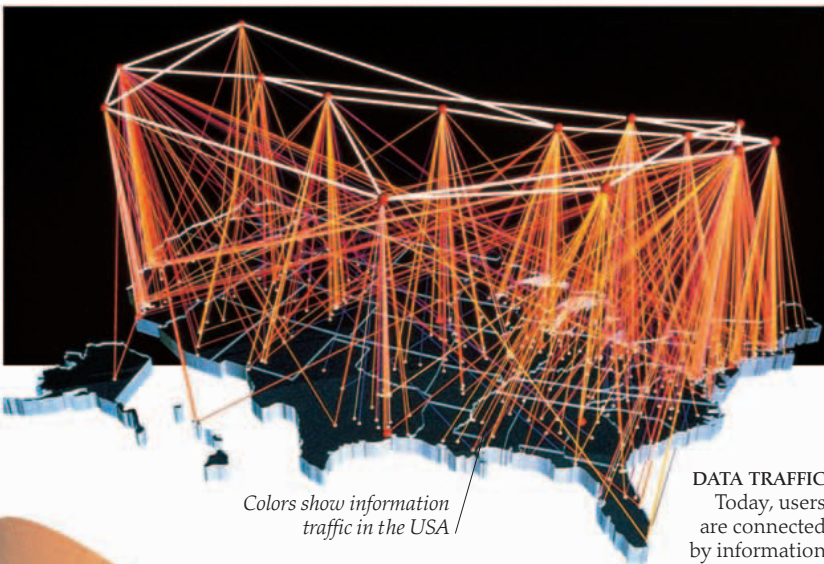 Colors show information
traffic in the USA
DATA TRAFFIC
Today, users
are connected
by information